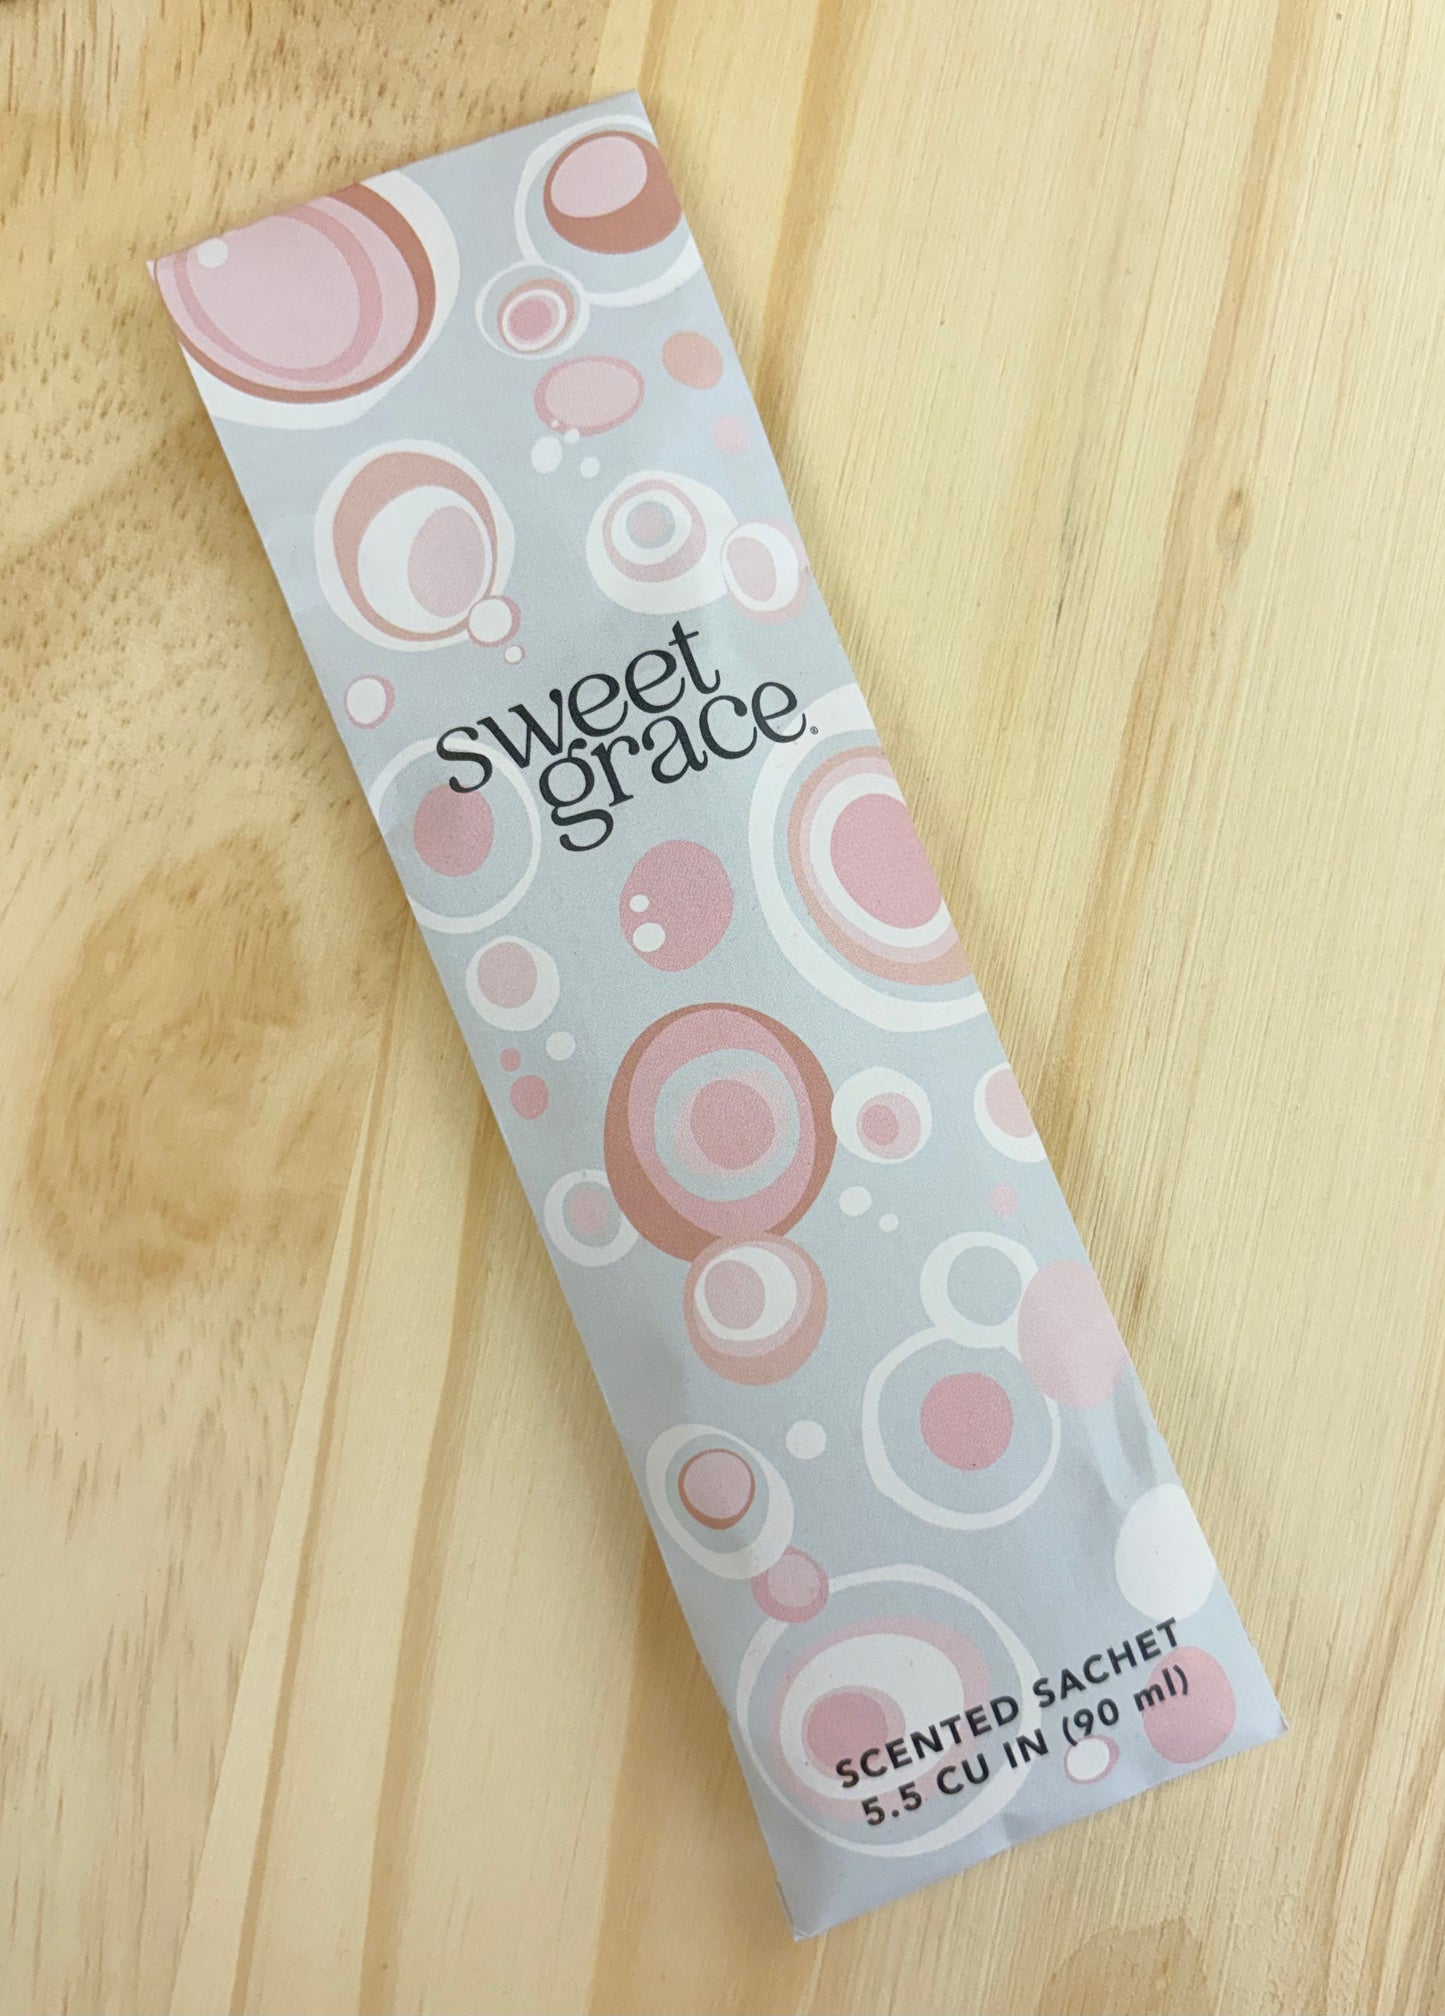 sweet
grace®
SCENTED SACHET
5.5 CU IN (90 ml)